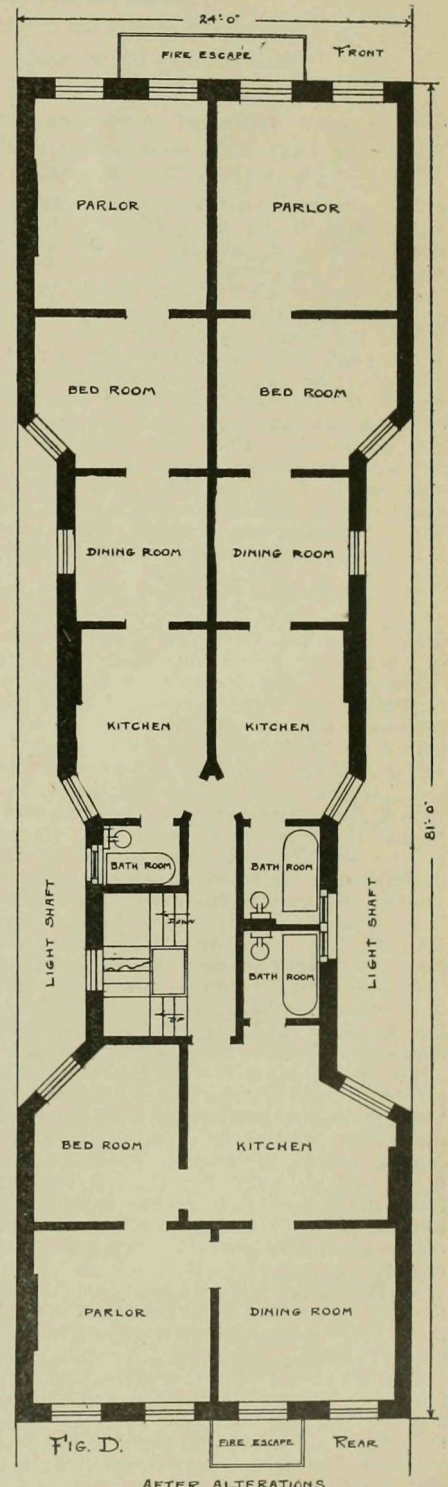 24'-0"
FIRE ESCAPE FRONT
PARLOR PARLOR
BED ROOM BED ROOM
DINING ROOM DINING ROOM
KITCHEN KITCHEN
81'-0"
BATH ROOM BATH ROOM
LIGHT SHAFT LIGHT SHAFT
DOWN
BATH ROOM
UP
BED ROOM KITCHEN
PARLOR DINING ROOM
FIG. D. FIRE ESCAPE REAR
AFTER ALTERATIONS